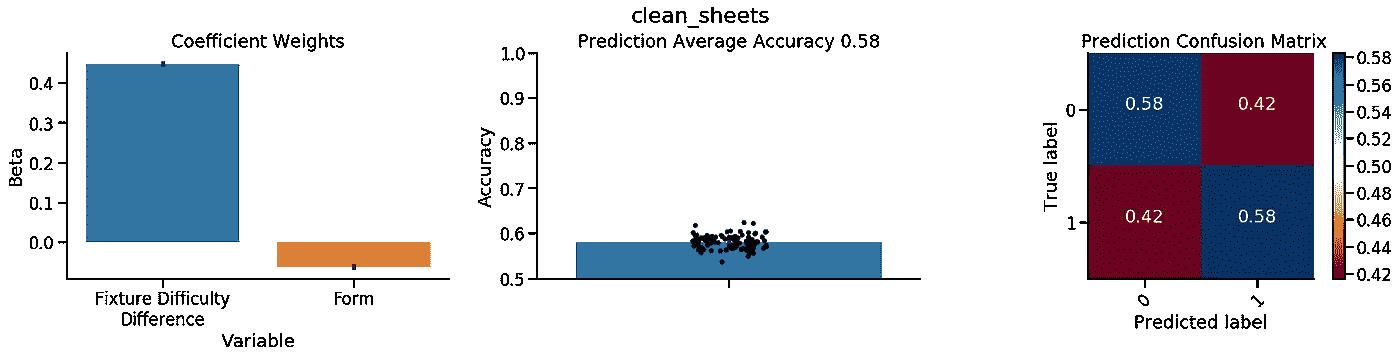 clean_sheets
Coefficient Weights
0.4
0.3
0.2
0.1
0.0
Beta
Fixture Difficulty
Difference
Form
Variable
Prediction Average Accuracy 0.58
1.0
0.9
0.8
0.7
0.6
0.5
Accuracy
Prediction Confusion Matrix
0.58
0.42
0.42
0.58
0
1
True label
0
1
Predicted label
0.58
0.56
0.54
0.52
0.50
0.48
0.46
0.44
0.42